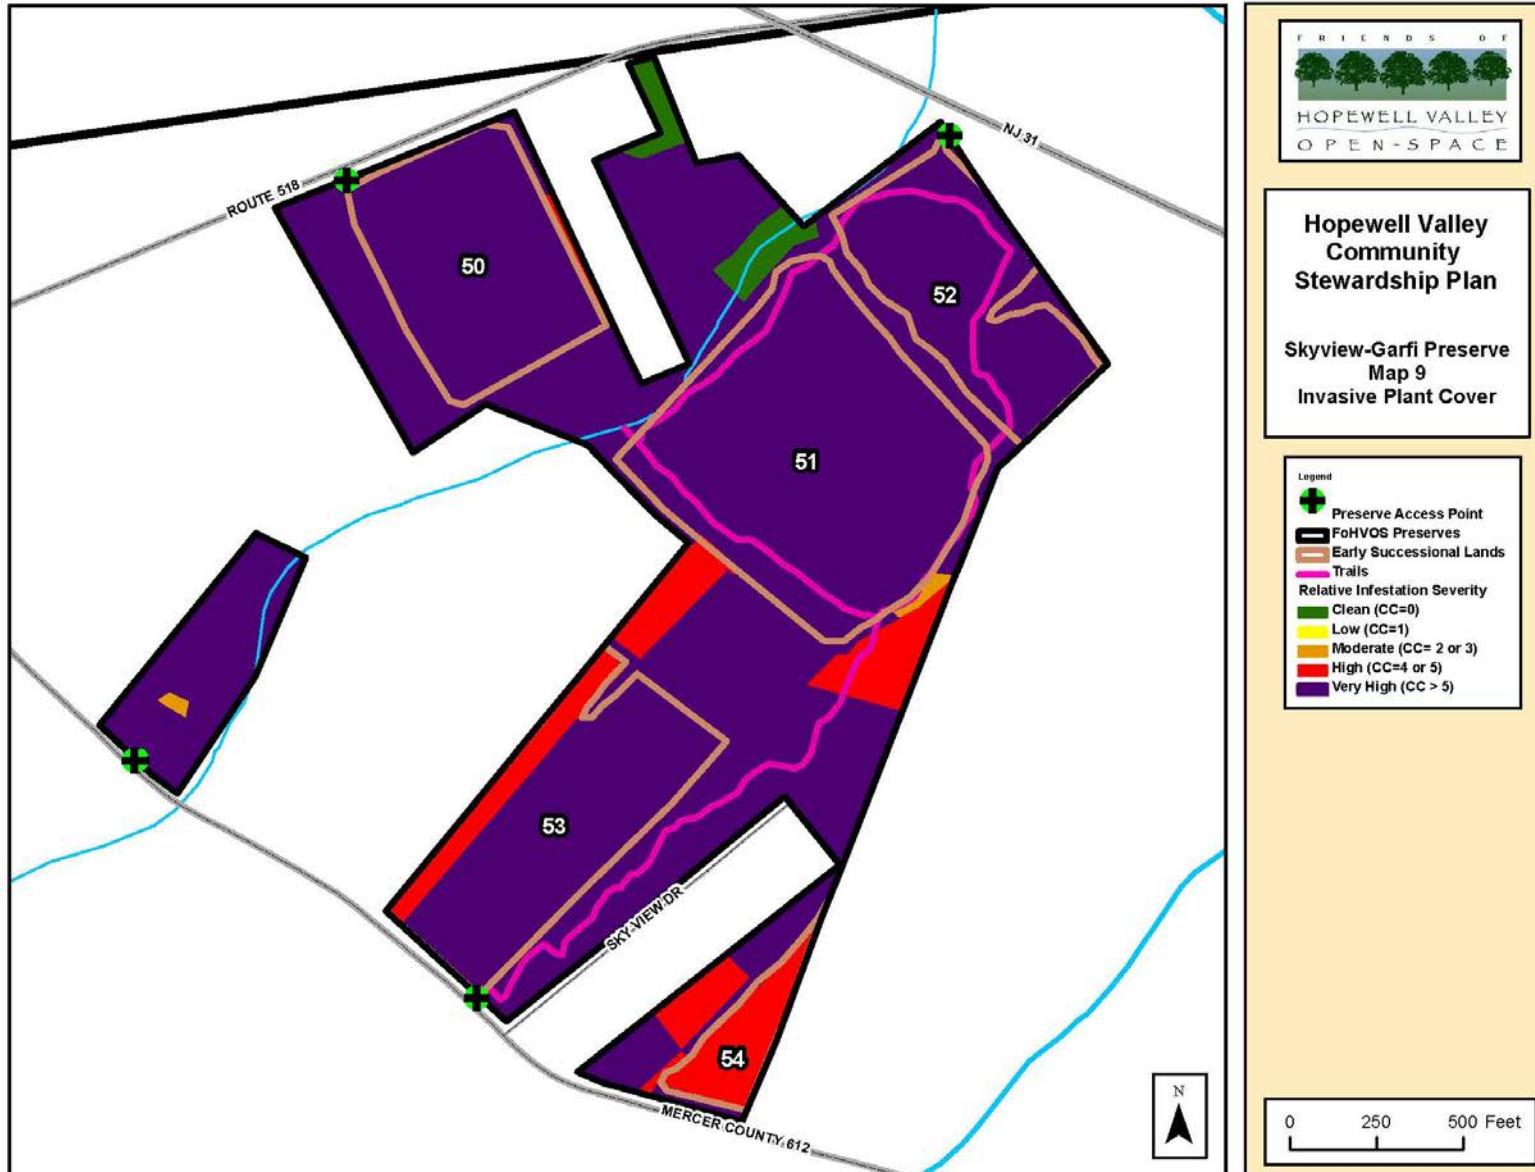 ROUTE 518
NJ 31
50
52
51
53
SKY VIEW DR
54
MERCER COUNTY 612
N
FRIENDS OF
HOPEWELL VALLEY
OPEN-SPACE
Hopewell Valley
Community
Stewardship Plan
Skyview-Garfi Preserve
Map 9
Invasive Plant Cover
Legend
Preserve Access Point
FoHVOS Preserves
Early Successional Lands
Trails
Relative Infestation Severity
Clean (CC=0)
Low (CC=1)
Moderate (CC= 2 or 3)
High (CC=4 or 5)
Very High (CC > 5)
0 250 500 Feet